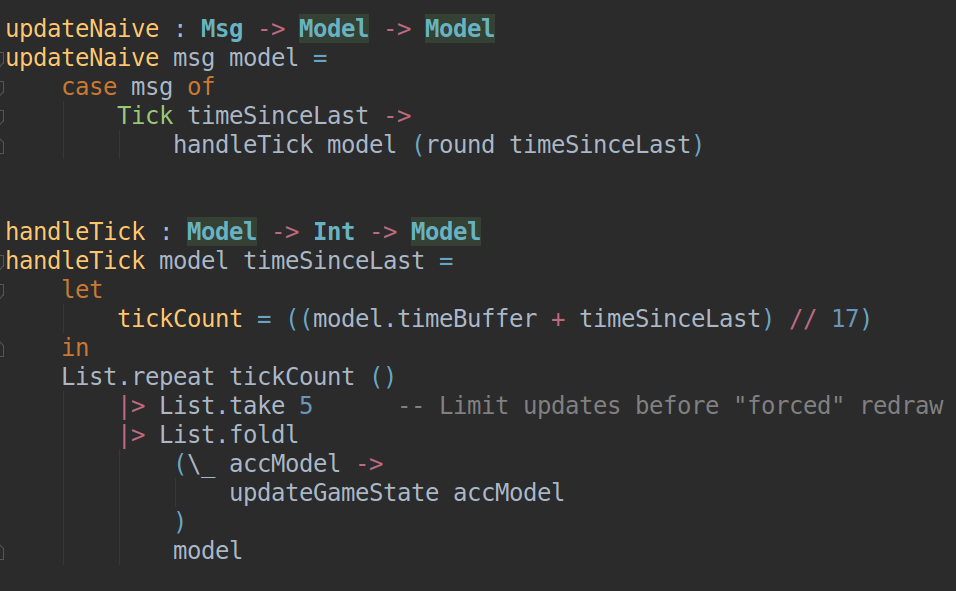 updateNaive : Msg -> Model -> Model
updateNaive msg model =
    case msg of
        Tick timeSinceLast ->
            handleTick model (round timeSinceLast)


handleTick : Model -> Int -> Model
handleTick model timeSinceLast =
    let
        tickCount = ((model.timeBuffer + timeSinceLast) // 17)
    in
    List.repeat tickCount ()
        |> List.take 5      -- Limit updates before "forced" redraw
        |> List.foldl
            (\_ accModel ->
                updateGameState accModel
            )
            model